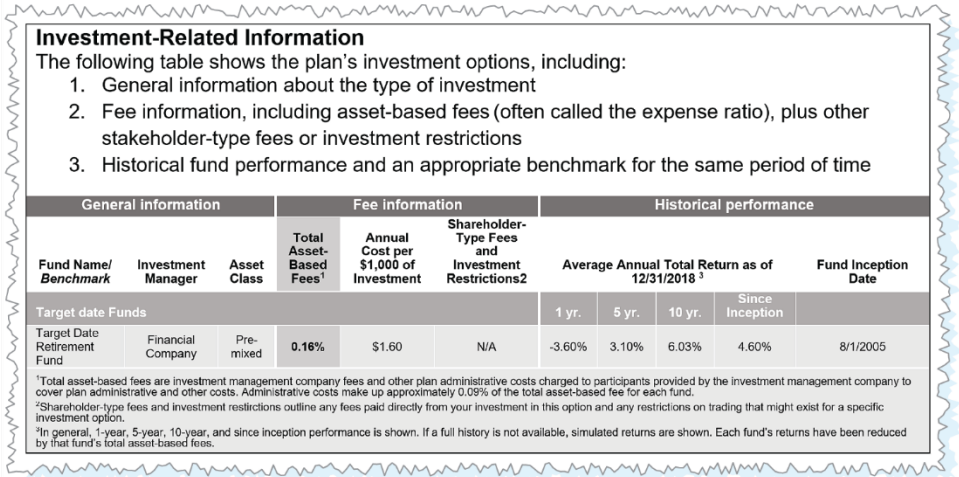 Investment-Related Information
The following table shows the plan's investment options, including:
1. General information about the type of investment
2. Fee information, including asset-based fees (often called the expense ratio), plus other
stakeholder-type fees or investment restrictions
3. Historical fund performance and an appropriate benchmark for the same period of time
General information Fee information Historical performance
Fund Name/
Benchmark
Investment
Manager
Asset
Class
Total
Asset-
Based
Fees¹
Annual
Cost per
$1,000 of
Investment
Shareholder-
Type Fees
and
Investment
Restrictions2
Average Annual Total Return as of
12/31/2018 ³
Fund Inception
Date
Target date Funds
1 yr. 5 yr. 10 yr.
Since
Inception
Target Date
Retirement
Fund
Financial
Company
Pre-
mixed
0.16% $1.60 N/A -3.60% 3.10% 6.03% 4.60% 8/1/2005
¹Total asset-based fees are investment management company fees and other plan administrative costs charged to participants provided by the investment management company to
cover plan administrative and other costs. Administrative costs make up approximately 0.09% of the total asset-based fee for each fund.
²Shareholder-type fees and investment restictions outline any fees paid directly from your investment in this option and any restrictions on trading that might exist for a specific
investment option.
³In general, 1-year, 5-year, 10-year, and since inception performance is shown. If a full history is not available, simulated returns are shown. Each fund's returns have been reduced
by that fund's total asset-based fees.